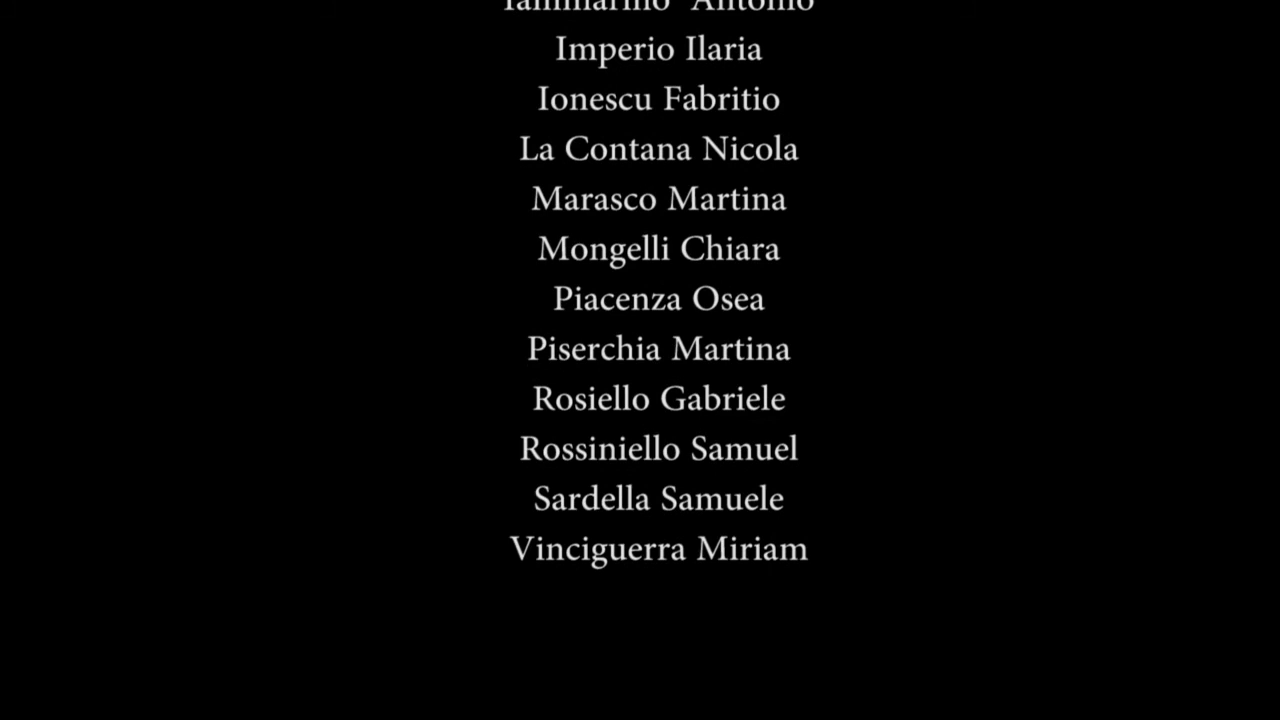 Antonio
Imperio Ilaria
Ionescu Fabritio
La Contana Nicola
Marasco Martina
Mongelli Chiara
Piacenza Osea
Piserchia Martina
Rosiello Gabriele
Rossiniello Samuel
Sardella Samuele
Vinciguerra Miriam